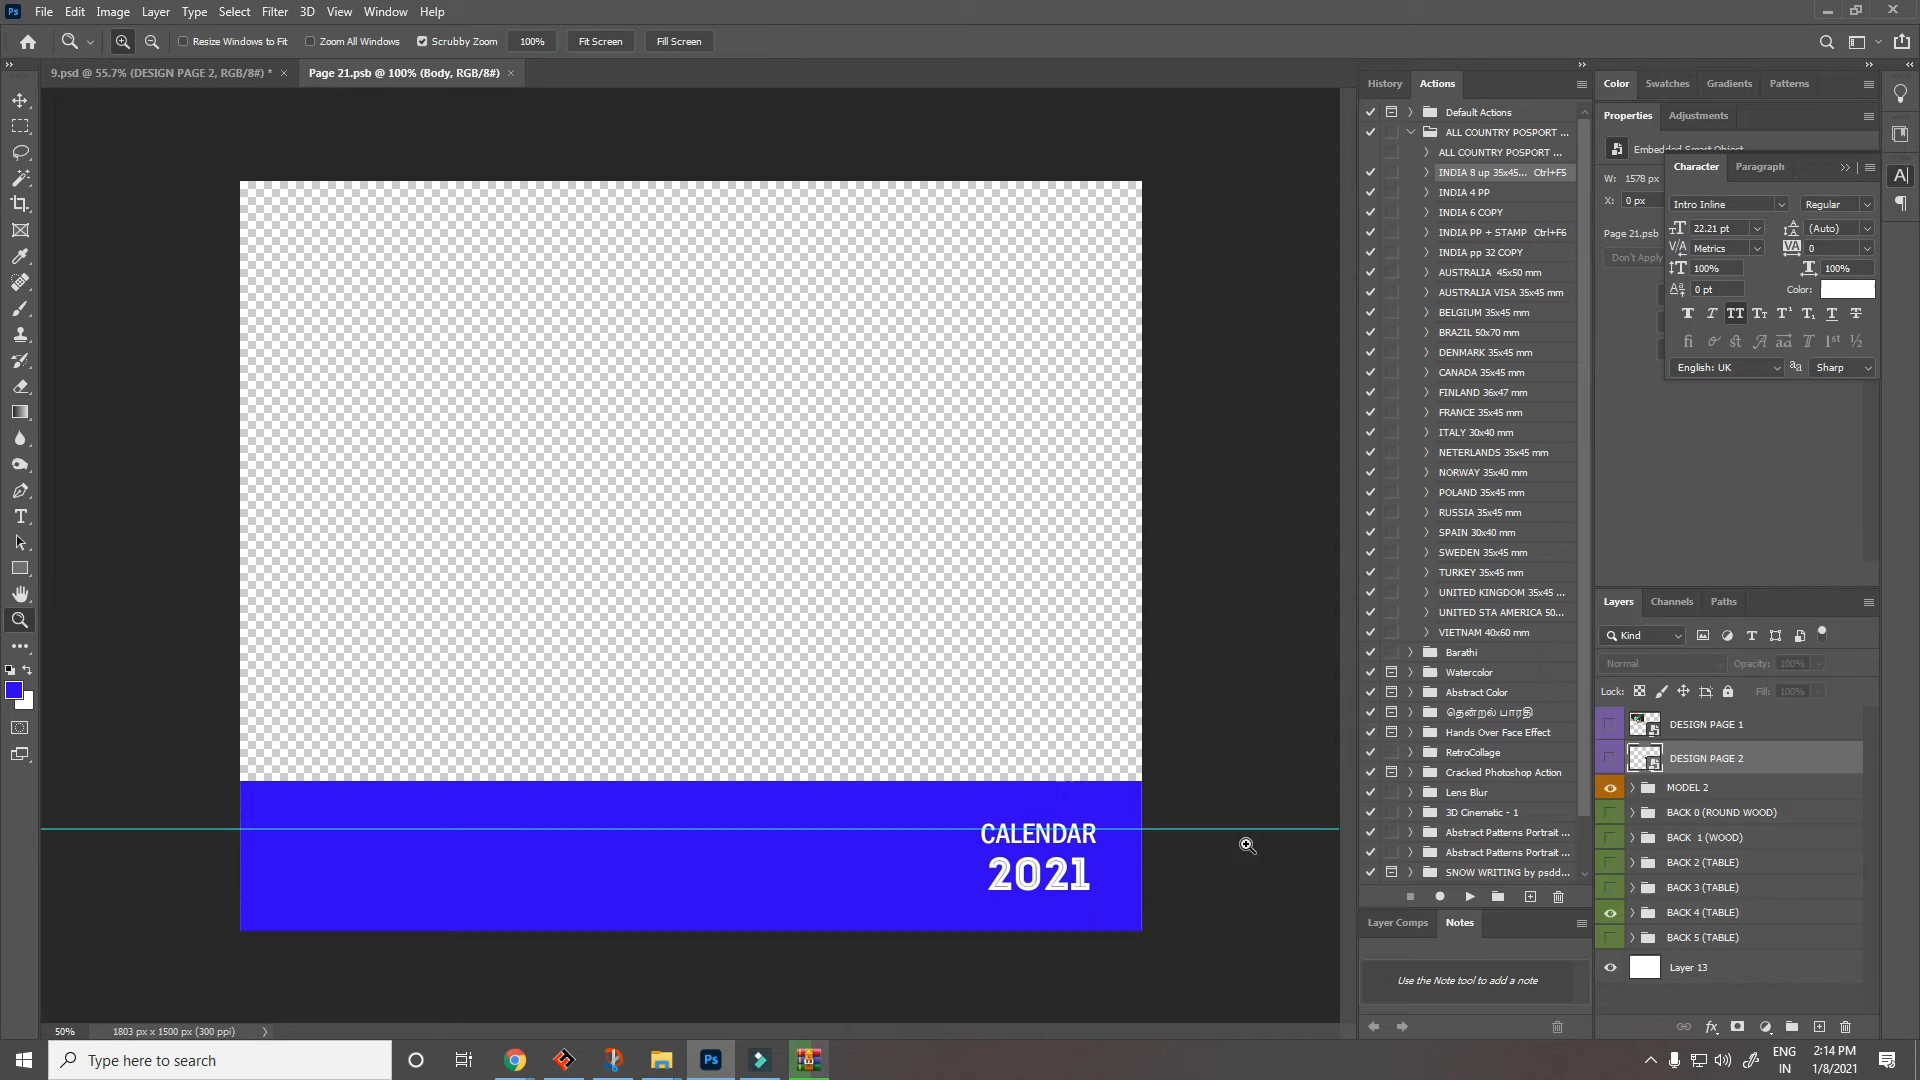 Ps File Edit Image Layer Type Select Filter 3D View Window Help
Resize Windows to Fit Zoom All Windows Scrubby Zoom 100% Fit Screen Fill Screen
9.psd @ 55.7% (DESIGN PAGE 2, RGB/8#) * × Page 21.psb @ 100% (Body, RGB/8#) ×
CALENDAR
2021
50% 1803 px x 1500 px (300 ppi)
History Actions
Default Actions
ALL COUNTRY POSPORT ...
ALL COUNTRY POSPORT ...
INDIA 8 up 35x45... Ctrl+F5
INDIA 4 PP
INDIA 6 COPY
INDIA PP + STAMP Ctrl+F6
INDIA pp 32 COPY
AUSTRALIA 45x50 mm
AUSTRALIA VISA 35x45 mm
BELGIUM 35x45 mm
BRAZIL 50x70 mm
DENMARK 35x45 mm
CANADA 35x45 mm
FINLAND 36x47 mm
FRANCE 35x45 mm
ITALY 30x40 mm
NETERLANDS 35x45 mm
NORWAY 35x40 mm
POLAND 35x45 mm
RUSSIA 35x45 mm
SPAIN 30x40 mm
SWEDEN 35x45 mm
TURKEY 35x45 mm
UNITED KINGDOM 35x45 ...
UNITED STA AMERICA 50...
VIETNAM 40x60 mm
Barathi
Watercolor
Abstract Color
தென்றல் பாரதி
Hands Over Face Effect
RetroCollage
Cracked Photoshop Action
Lens Blur
3D Cinematic - 1
Abstract Patterns Portrait ...
Abstract Patterns Portrait ...
SNOW WRITING by psdd...
Layer Comps Notes
Use the Note tool to add a note
Color Swatches Gradients Patterns
Properties Adjustments
Embedded Smart Object
W: 1578 px
X: 0 px
Page 21.psb
Don't Apply
Character Paragraph
Intro Inline Regular
22.21 pt (Auto)
Metrics 0
100% 100%
0 pt Color:
English: UK Sharp
Layers Channels Paths
Kind
Normal Opacity: 100%
Lock: Fill: 100%
DESIGN PAGE 1
DESIGN PAGE 2
MODEL 2
BACK 0 (ROUND WOOD)
BACK 1 (WOOD)
BACK 2 (TABLE)
BACK 3 (TABLE)
BACK 4 (TABLE)
BACK 5 (TABLE)
Layer 13
Type here to search
Ps
ENG
IN
2:14 PM
1/8/2021